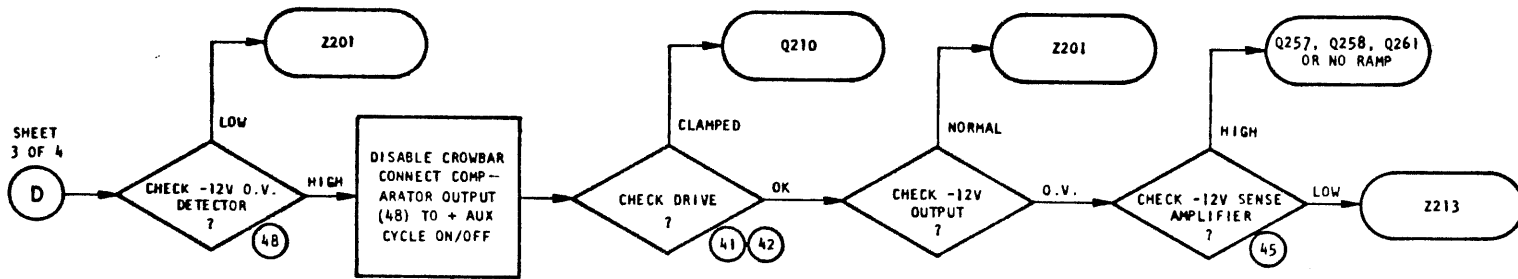 SHEET
3 OF 4
D
CHECK -12V O.V.
DETECTOR
?
48
LOW
Z201
HIGH
DISABLE CROWBAR
CONNECT COMP-
ARATOR OUTPUT
(48) TO + AUX
CYCLE ON/OFF
CHECK DRIVE
?
41
42
CLAMPED
Q210
OK
CHECK -12V
OUTPUT
?
NORMAL
Z201
O.V.
CHECK -12V SENSE
AMPLIFIER
?
45
HIGH
Q257, Q258, Q261
OR NO RAMP
LOW
Z213